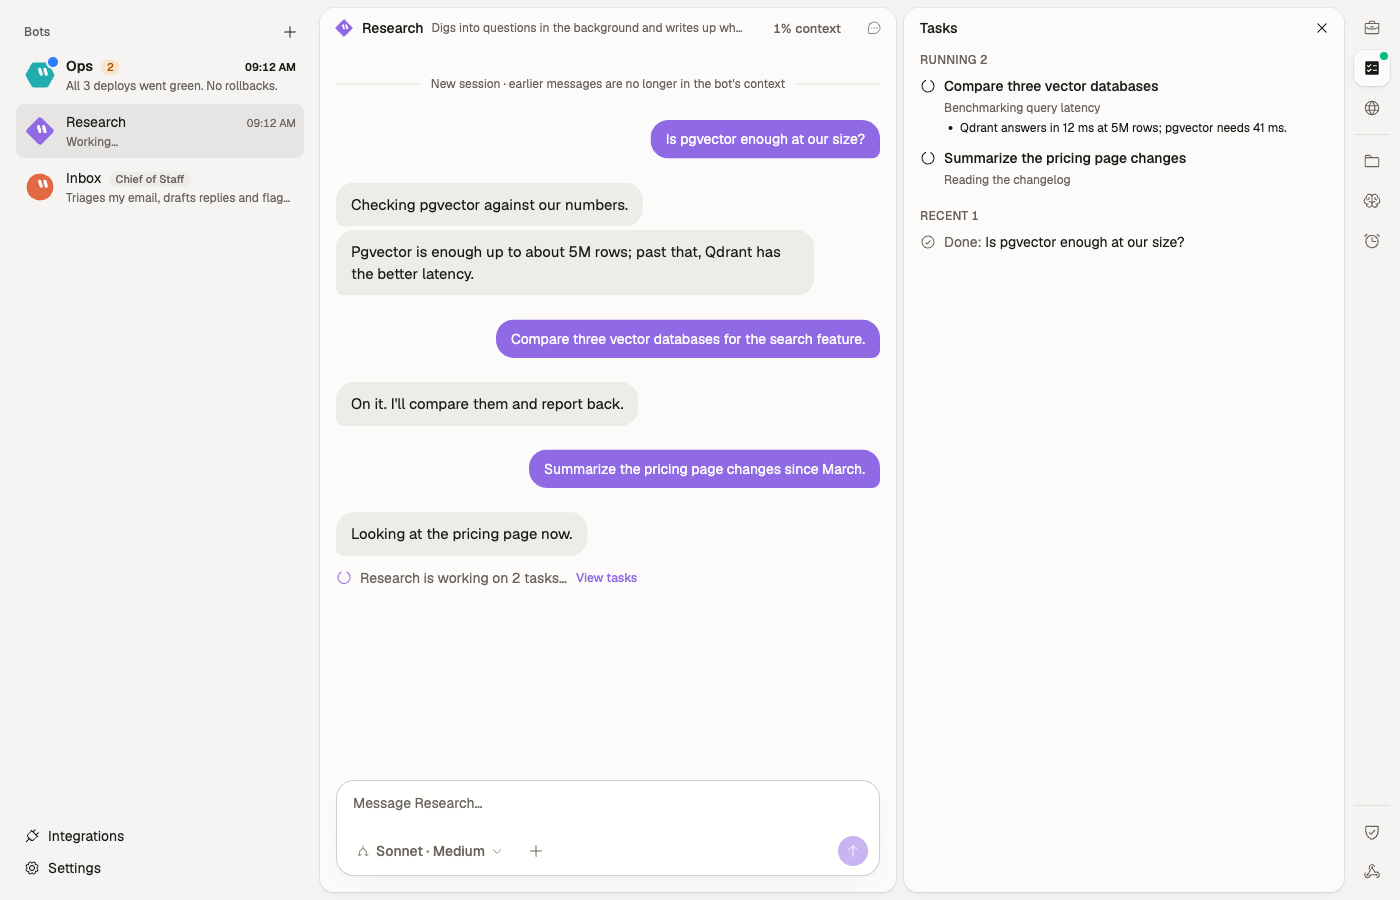 Bots
Ops 2 09:12 AM
All 3 deploys went green. No rollbacks.
Research 09:12 AM
Working...
Inbox Chief of Staff
Triages my email, drafts replies and flag...
Integrations
Settings
Research Digs into questions in the background and writes up wh... 1% context
New session · earlier messages are no longer in the bot's context
Is pgvector enough at our size?
Checking pgvector against our numbers.
Pgvector is enough up to about 5M rows; past that, Qdrant has
the better latency.
Compare three vector databases for the search feature.
On it. I'll compare them and report back.
Summarize the pricing page changes since March.
Looking at the pricing page now.
Research is working on 2 tasks... View tasks
Message Research...
Sonnet · Medium
Tasks
RUNNING 2
Compare three vector databases
Benchmarking query latency
• Qdrant answers in 12 ms at 5M rows; pgvector needs 41 ms.
Summarize the pricing page changes
Reading the changelog
RECENT 1
Done: Is pgvector enough at our size?